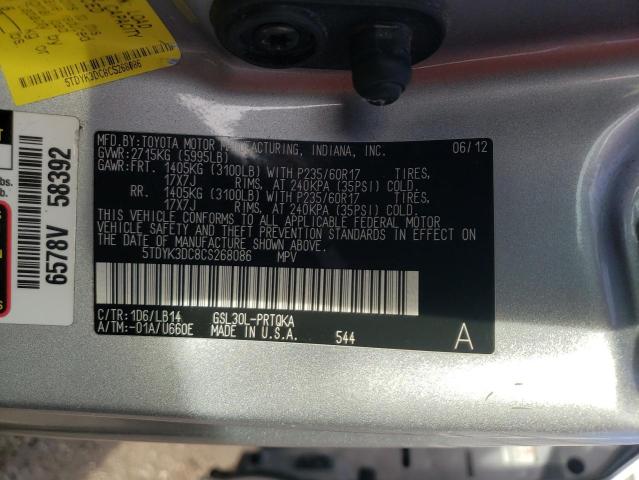 LOAD
CAPACITY
5TDYK3DC8CS268086
6578V 58392
MFD.BY:TOYOTA MOTOR MANUFACTURING, INDIANA, INC. 06/12
GVWR:2715KG (5995LB)
GAWR:FRT. 1405KG (3100LB) WITH P235/60R17 TIRES,
17X7J RIMS, AT 240KPA (35PSI) COLD.
RR. 1405KG (3100LB) WITH P235/60R17 TIRES,
17X7J RIMS, AT 240KPA (35PSI) COLD.
THIS VEHICLE CONFORMS TO ALL APPLICABLE FEDERAL MOTOR
VEHICLE SAFETY AND THEFT PREVENTION STANDARDS IN EFFECT ON
THE DATE OF MANUFACTURE SHOWN ABOVE.
5TDYK3DC8CS268086 MPV
C/TR:1D6/LB14 GSL30L-PRTQKA
A/TM:-01A/U660E MADE IN U.S.A. 544 A